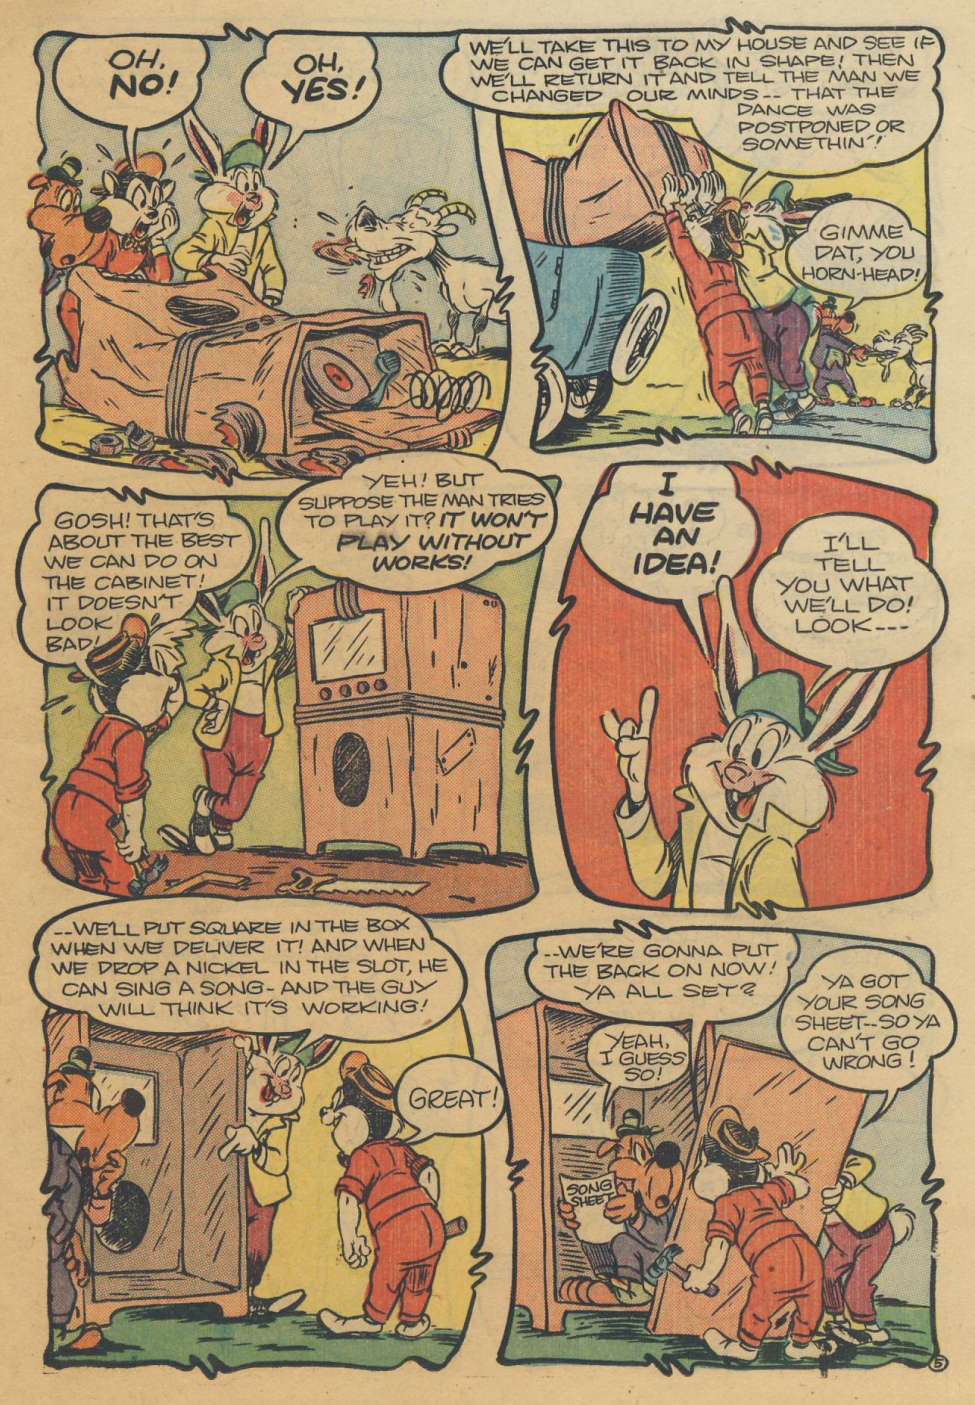 OH,
NO!
OH,
YES!
WE'LL TAKE THIS TO MY HOUSE AND SEE IF
WE CAN GET IT BACK IN SHAPE! THEN
WE'LL RETURN IT AND TELL THE MAN WE
CHANGED OUR MINDS-- THAT THE
DANCE WAS
POSTPONED OR
SOMETHIN'!
GIMME
DAT, YOU
HORN-HEAD!
GOSH! THAT'S
ABOUT THE BEST
WE CAN DO ON
THE CABINET!
IT DOESN'T
LOOK
BAD!
YEH! BUT
SUPPOSE THE MAN TRIES
TO PLAY IT? IT WON'T
PLAY WITHOUT
WORKS!
I
HAVE
AN
IDEA!
I'LL
TELL
YOU WHAT
WE'LL DO!
LOOK---
--WE'LL PUT SQUARE IN THE BOX
WHEN WE DELIVER IT! AND WHEN
WE DROP A NICKEL IN THE SLOT, HE
CAN SING A SONG- AND THE GUY
WILL THINK IT'S WORKING!
GREAT!
--WE'RE GONNA PUT
THE BACK ON NOW!
YA ALL SET?
YEAH,
I GUESS
SO!
YA GOT
YOUR SONG
SHEET--SO YA
CAN'T GO
WRONG!
SONG
SHEET
5